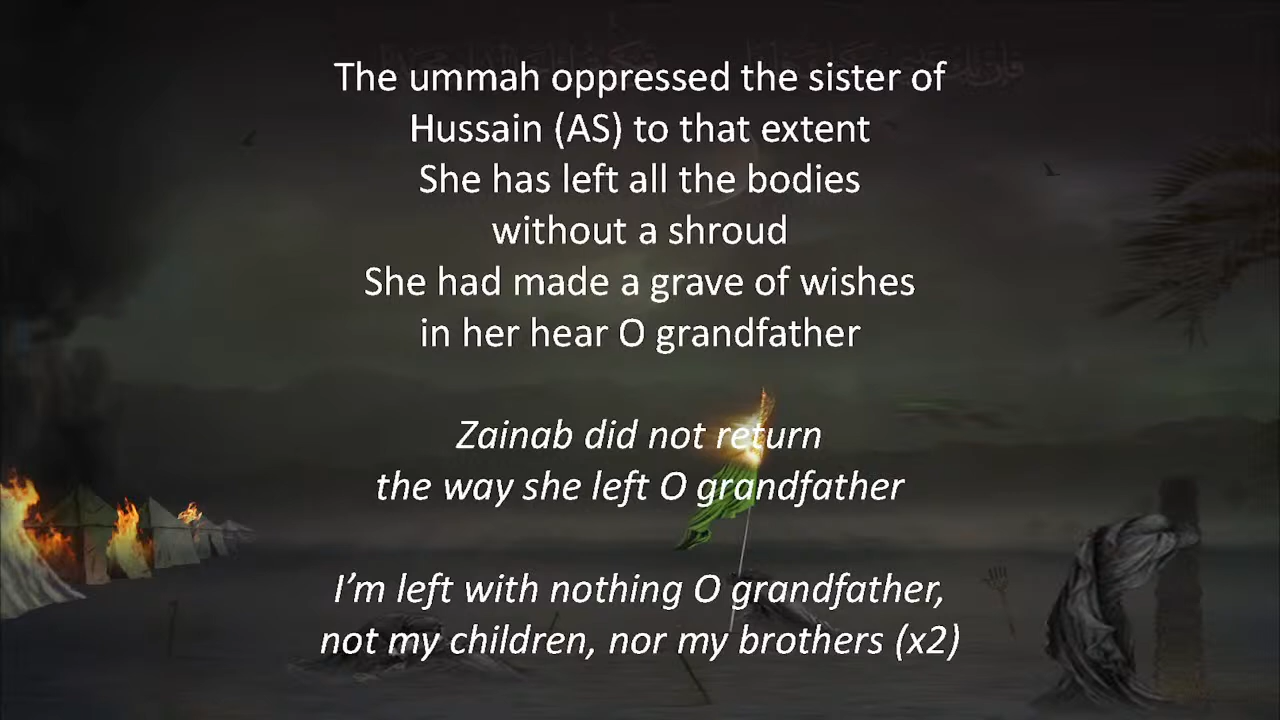 The ummah oppressed the sister of
Hussain (AS) to that extent
She has left all the bodies
without a shroud
She had made a grave of wishes
in her hear O grandfather
Zainab did not return
the way she left O grandfather
I'm left with nothing O grandfather,
not my children, nor my brothers (x2)